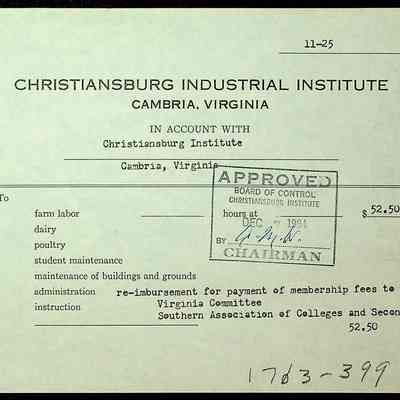 11-25
CHRISTIANSBURG INDUSTRIAL INSTITUTE
CAMBRIA, VIRGINIA
IN ACCOUNT WITH
Christiansburg Institute
Cambria, Virginia
APPROVED
BOARD OF CONTROL
CHRISTIANSBURG INSTITUTE
To
farm labor hours at $ 52.50
DEC
dairy
poultry
BY
student maintenance
CHAIRMAN
maintenance of buildings and grounds
administration re-imbursement for payment of membership fees to
instruction Virginia Committee
Southern Association of Colleges and Secon
52.50
1703-399